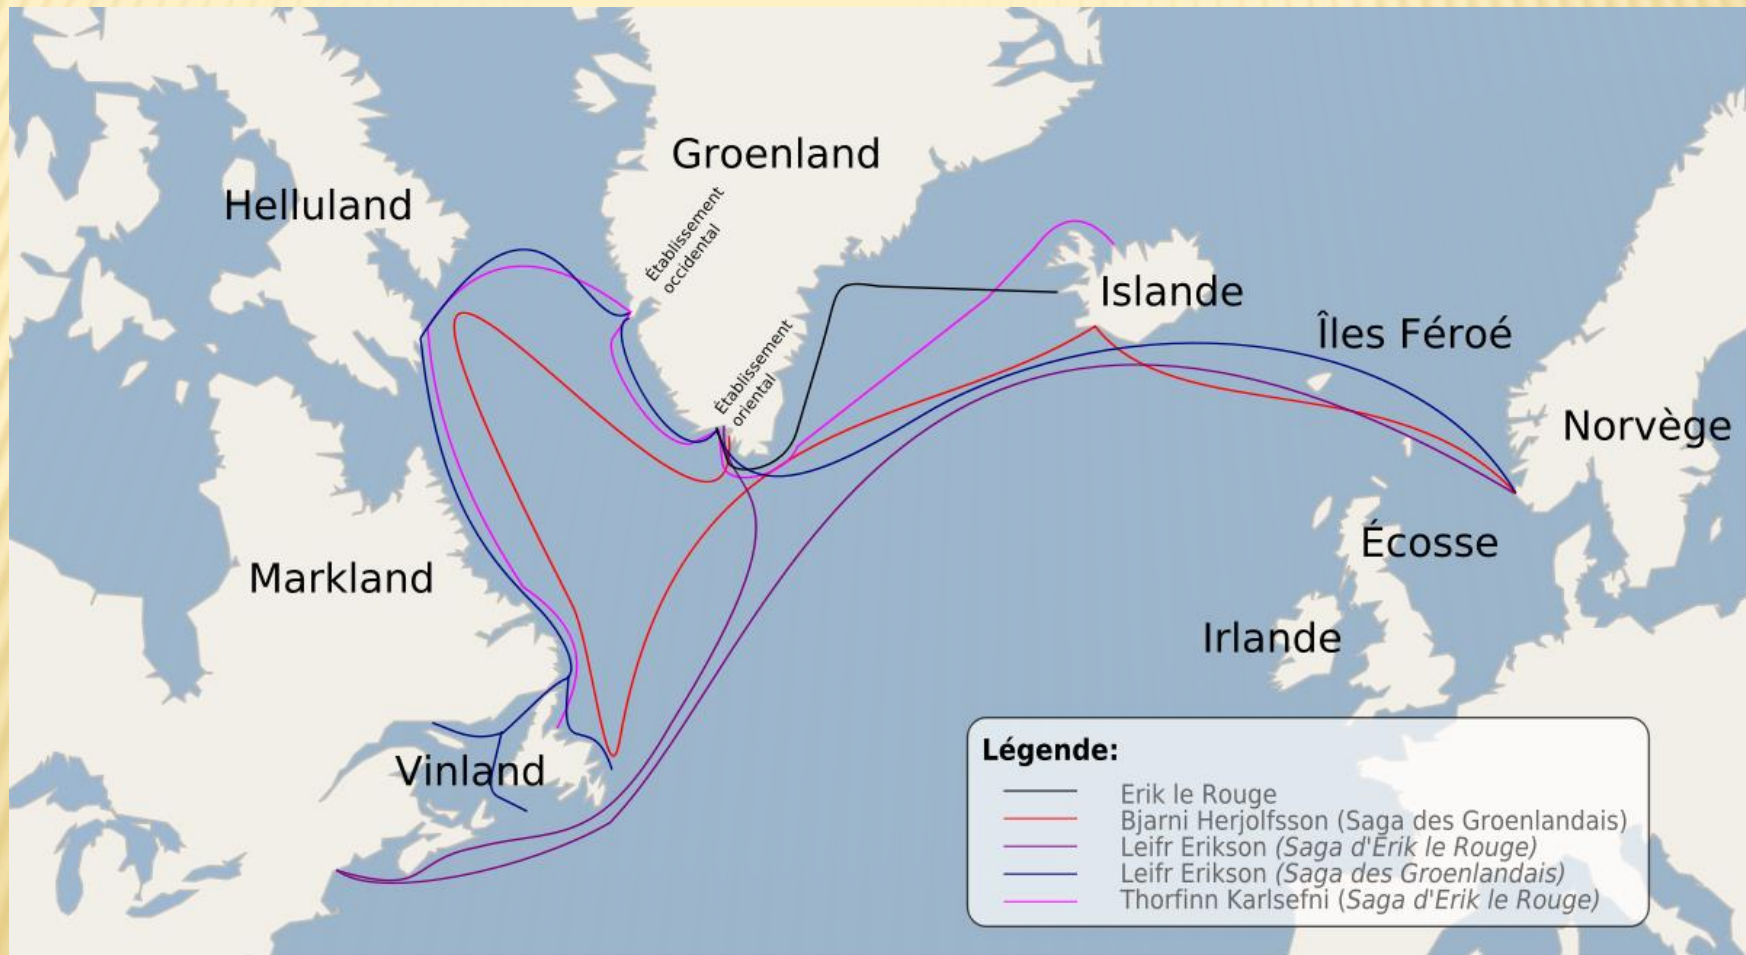 Groenland
Helluland
Établissement
occidental
Islande
Îles Féroé
Établissement
oriental
Norvège
Écosse
Markland
Irlande
Vinland
Légende:
Erik le Rouge
Bjarni Herjolfsson (Saga des Groenlandais)
Leifr Erikson (Saga d'Erik le Rouge)
Leifr Erikson (Saga des Groenlandais)
Thorfinn Karlsefni (Saga d'Erik le Rouge)